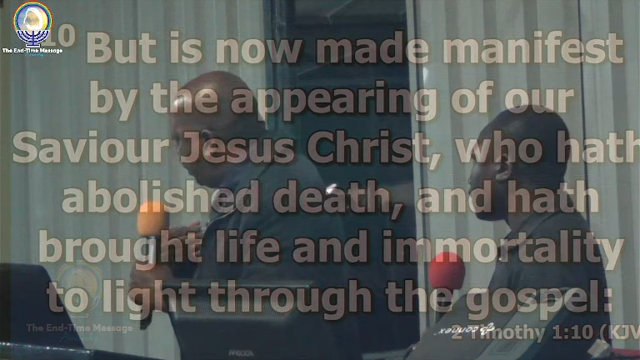 The End-Time Message
10 But is now made manifest
by the appearing of our
Saviour Jesus Christ, who hath
abolished death, and hath
brought life and immortality
to light through the gospel:
The End-Time Message
2 Timothy 1:10 (KJV